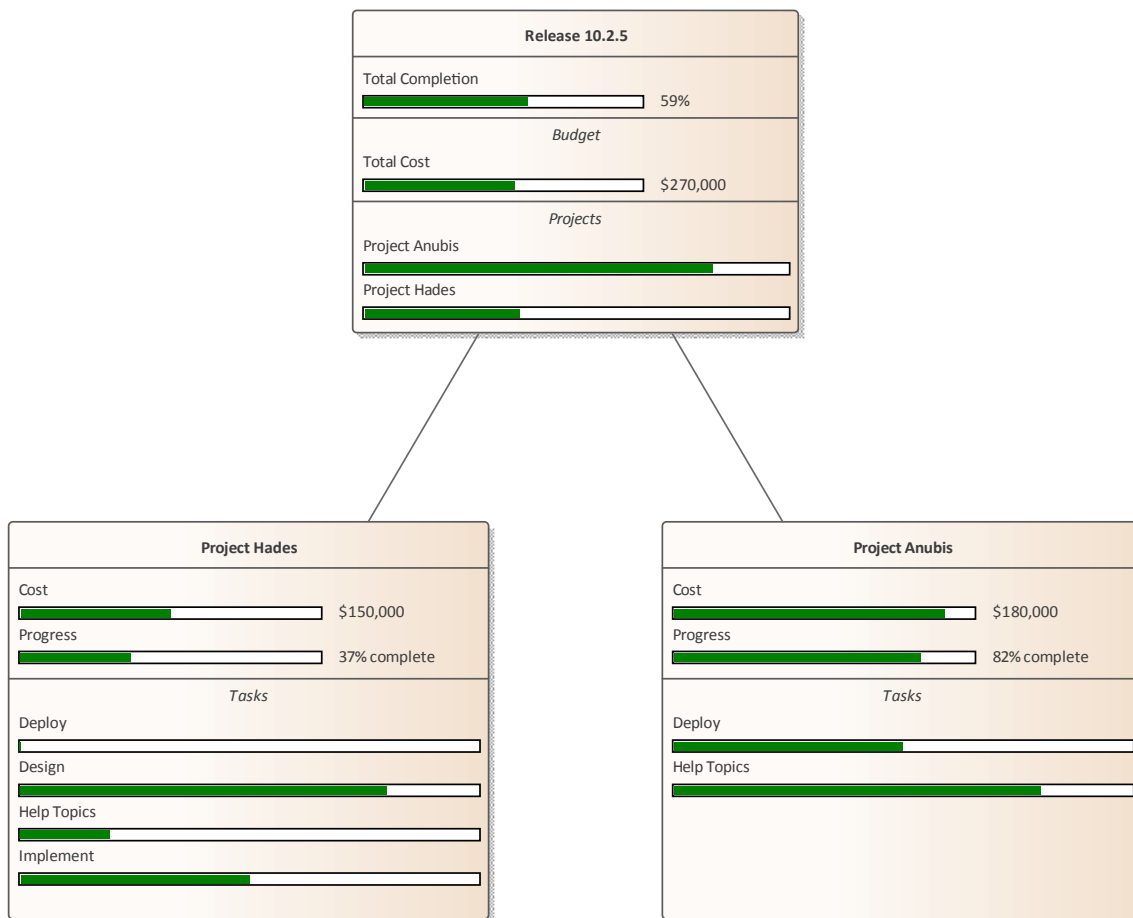 Release 10.2.5
Total Completion
59%
Budget
Total Cost
$270,000
Projects
Project Anubis
Project Hades
Project Hades
Cost
$150,000
Progress
37% complete
Tasks
Deploy
Design
Help Topics
Implement
Project Anubis
Cost
$180,000
Progress
82% complete
Tasks
Deploy
Help Topics